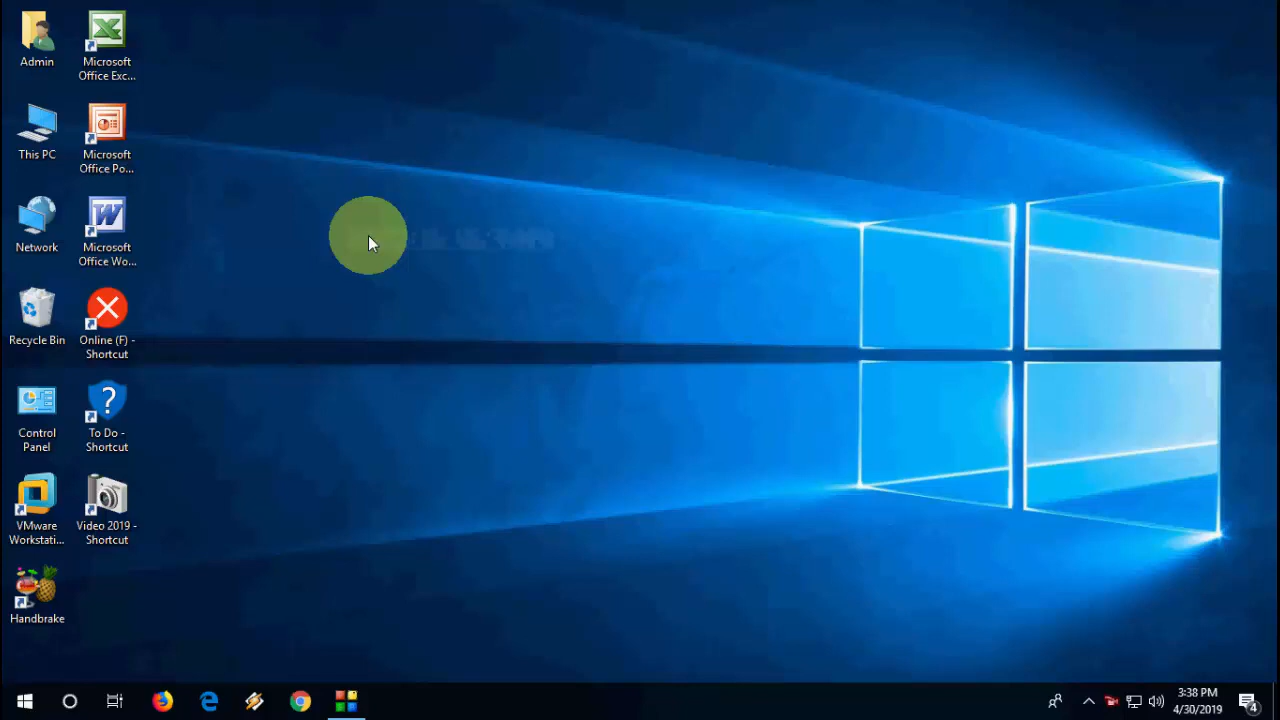 Admin
Microsoft
Office Exc...
This PC
Microsoft
Office Po...
Network
Microsoft
Office Wo...
Recycle Bin
Online (F) -
Shortcut
Control
Panel
To Do -
Shortcut
VMware
Workstati...
Video 2019 -
Shortcut
Handbrake
3:38 PM
4/30/2019
4